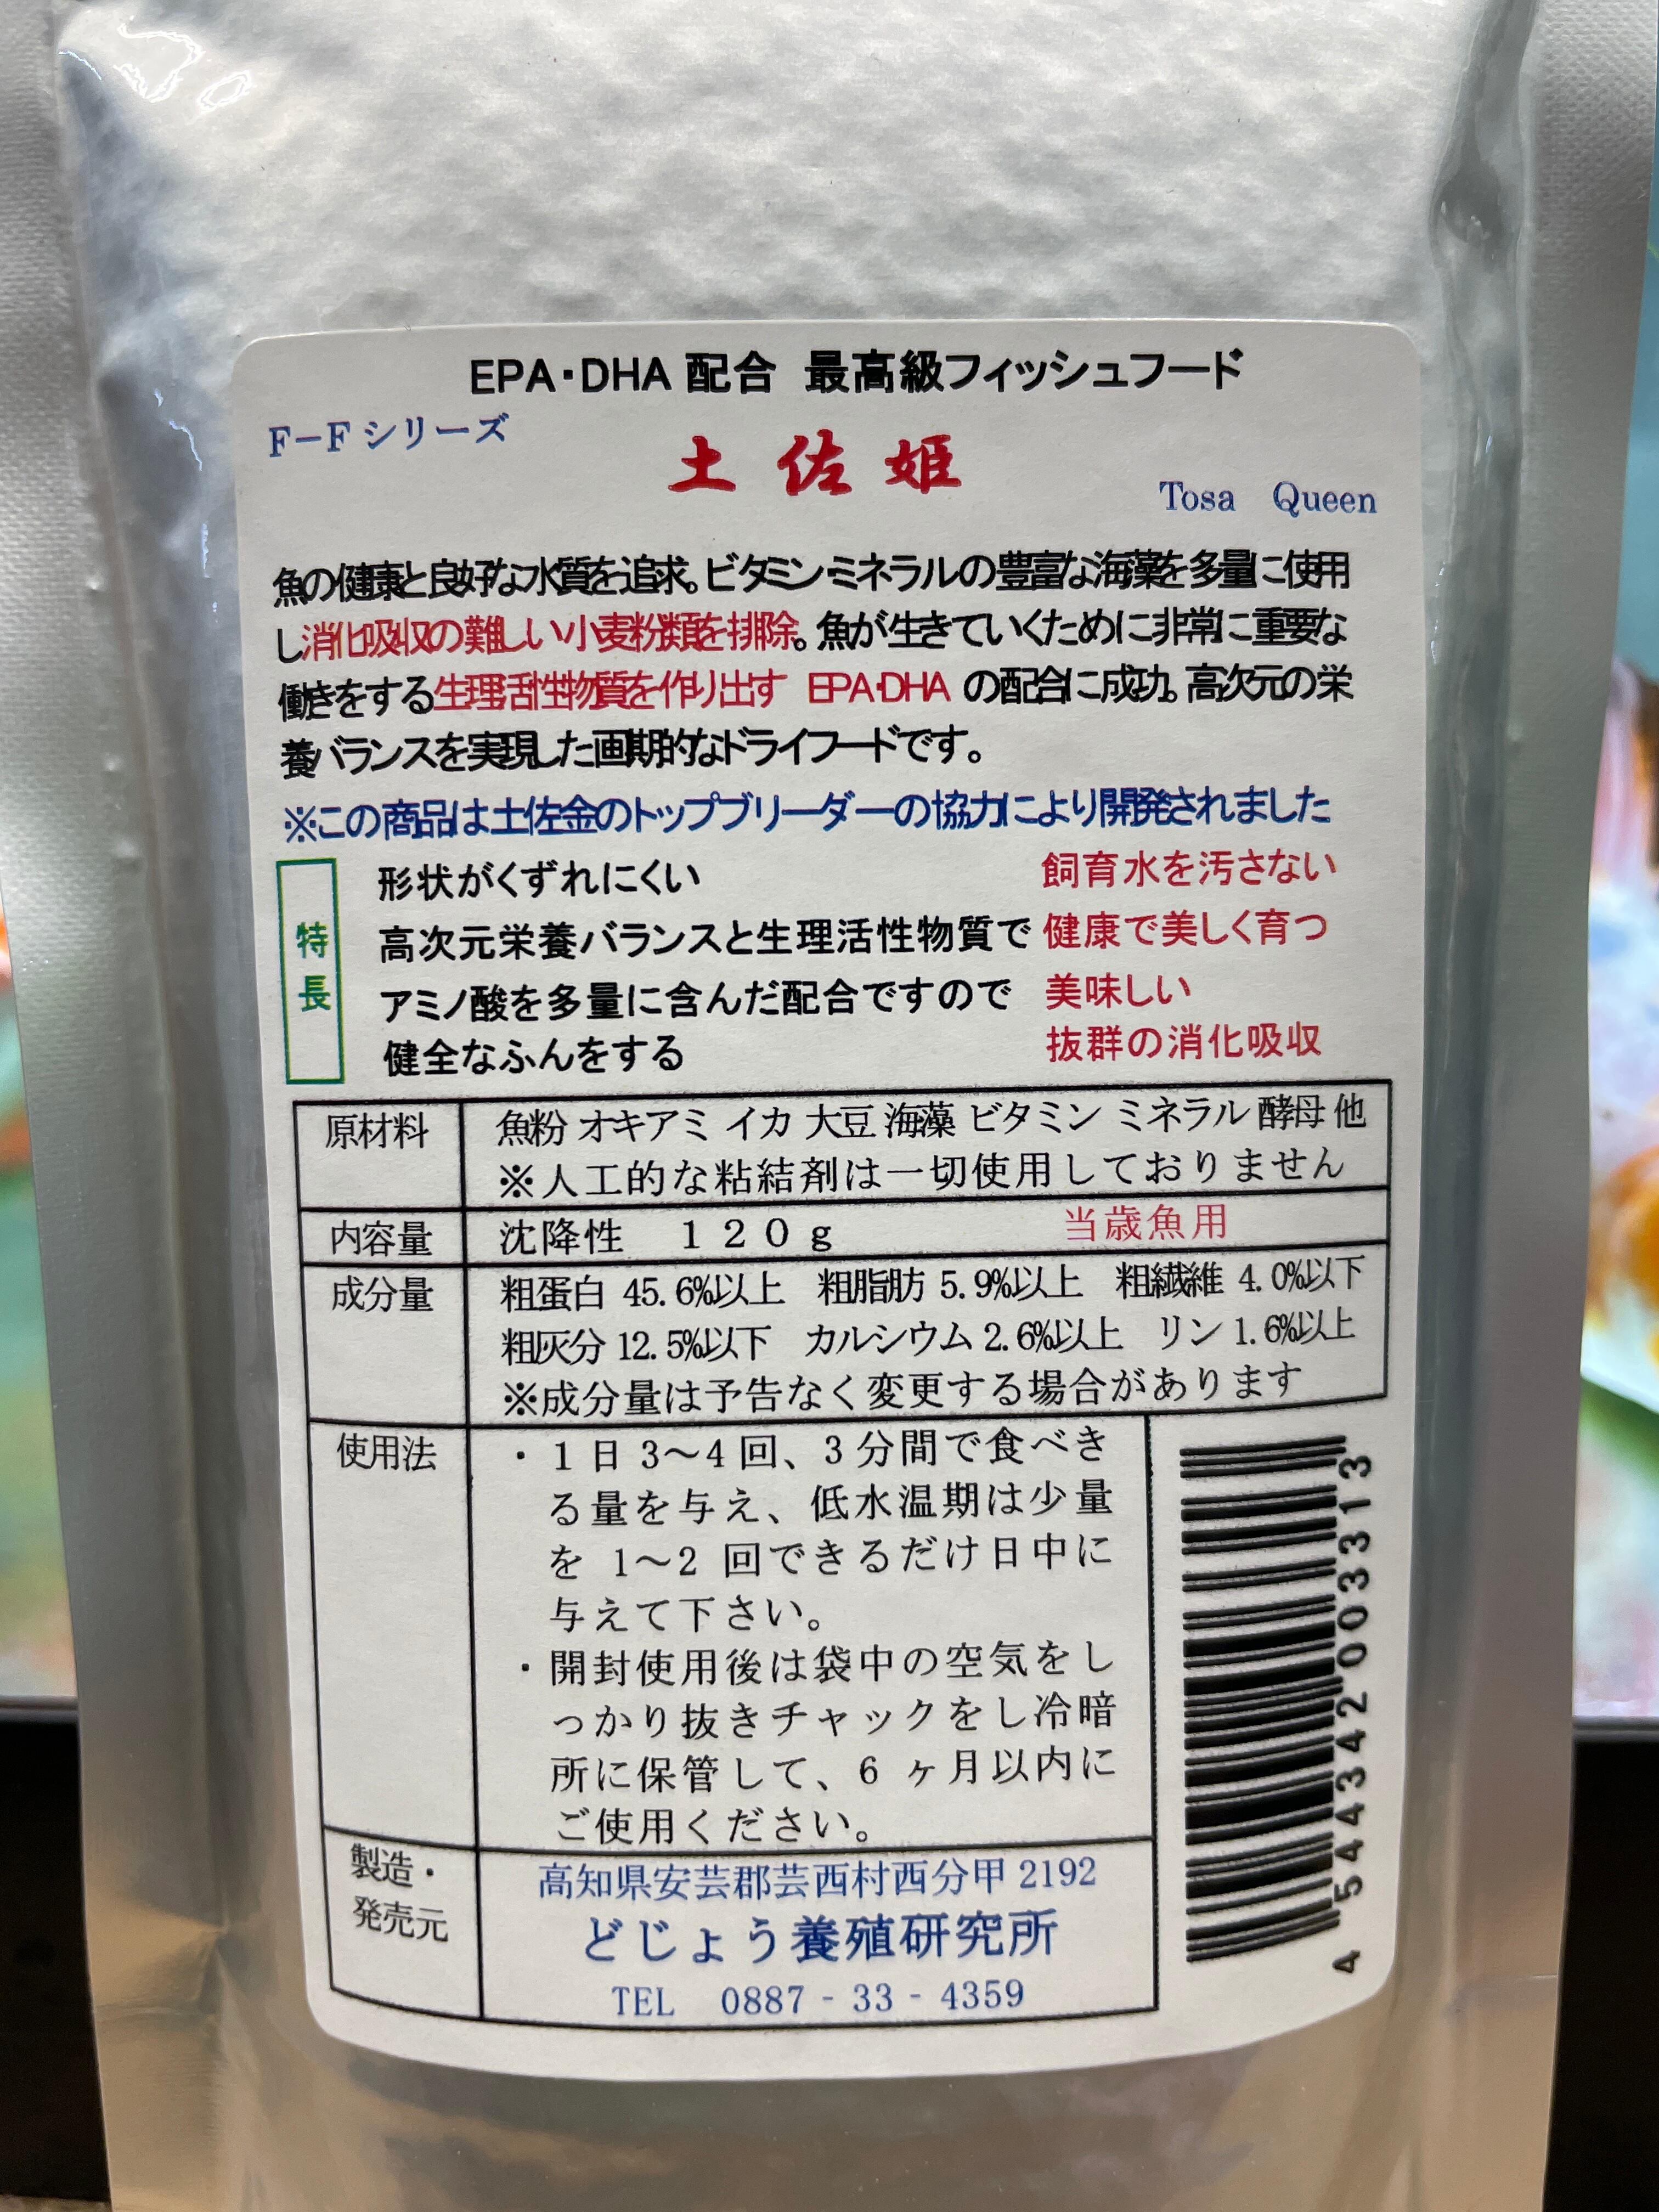 EPA・DHA 配合 最高級フィッシュフード
F−Fシリーズ
土佐姫
Tosa Queen
魚の健康と良好な水質を追求。ビタミン・ミネラルの豊富な海藻を多量に使用
し消化吸収の難しい小麦粉類を排除。魚が生きていくために非常に重要な
働きをする生理活性物質を作り出す EPA・DHA の配合に成功。高次元の栄
養バランスを実現した画期的なドライフードです。
※この商品は土佐金のトップブリーダーの協力により開発されました
特長
形状がくずれにくい 飼育水を汚さない
高次元栄養バランスと生理活性物質で 健康で美しく育つ
アミノ酸を多量に含んだ配合ですので 美味しい
健全なふんをする 抜群の消化吸収
原材料 魚粉 オキアミ イカ 大豆 海藻 ビタミン ミネラル 酵母 他
※人工的な粘結剤は一切使用しておりません
内容量 沈降性 120g 当歳魚用
成分量 粗蛋白 45.6%以上 粗脂肪 5.9%以上 粗繊維 4.0%以下
粗灰分 12.5%以下 カルシウム 2.6%以上 リン 1.6%以上
※成分量は予告なく変更する場合があります
使用法 ・1日3〜4回、3分間で食べき
る量を与え、低水温期は少量
を 1〜2 回できるだけ日中に
与えて下さい。
・開封使用後は袋中の空気をし
っかり抜きチャックをし冷暗
所に保管して、6ヶ月以内に
ご使用ください。
製造・
発売元
高知県安芸郡芸西村西分甲 2192
どじょう養殖研究所
TEL 0887‐33‐4359
4544342003313